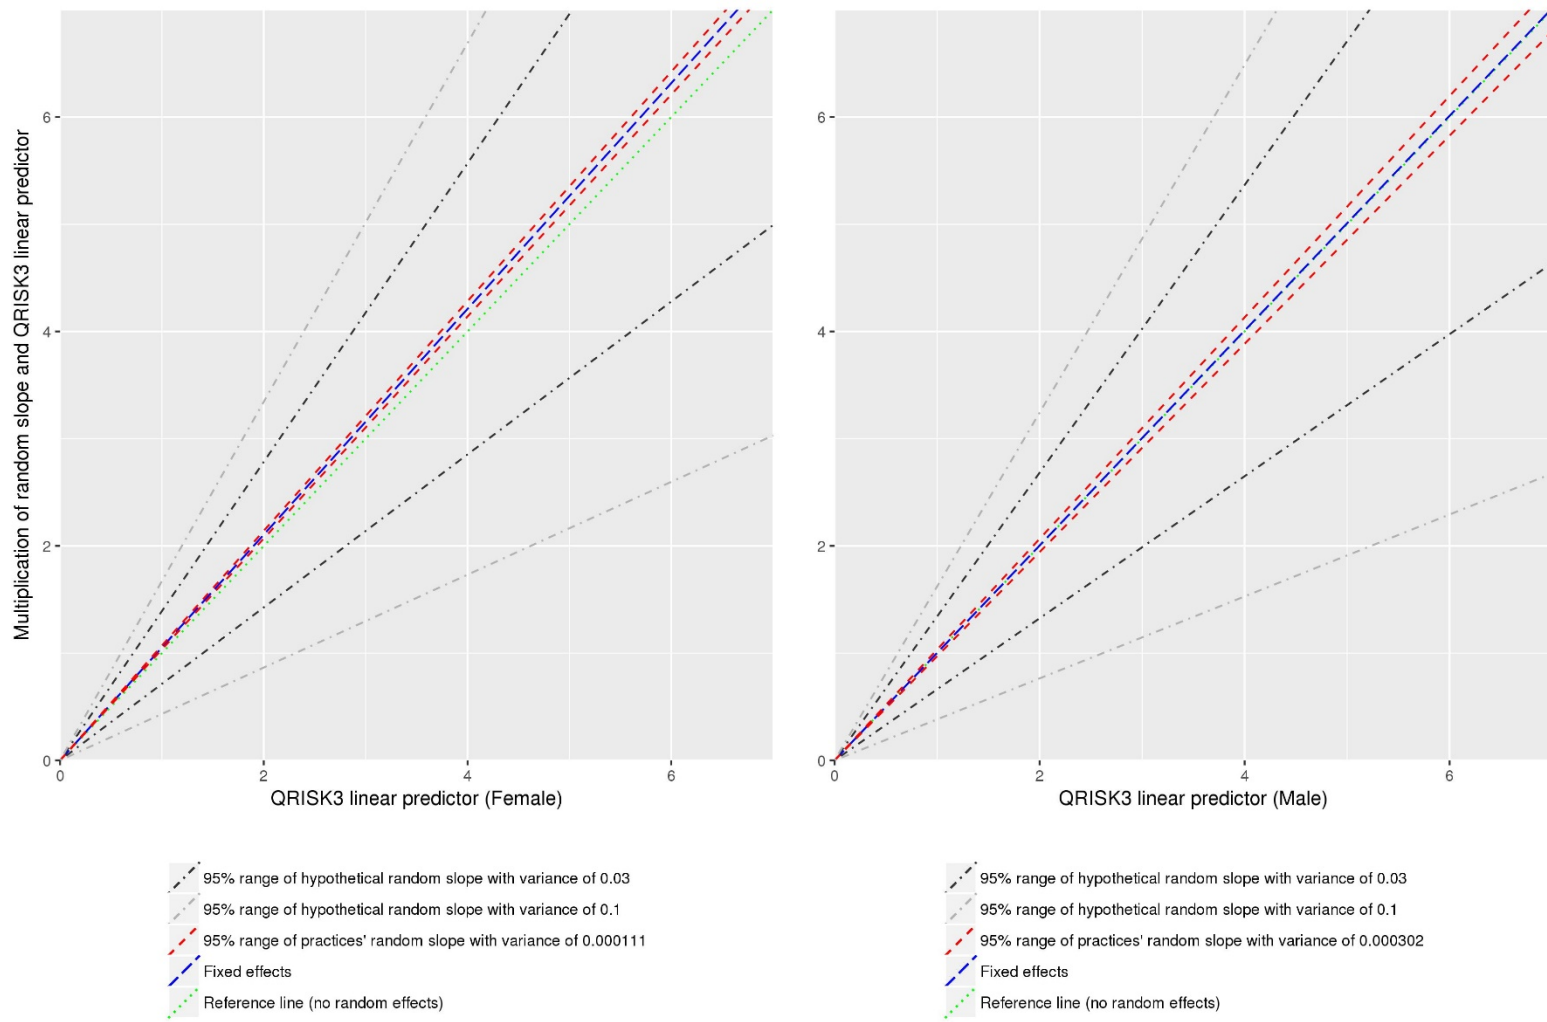 Multiplication of random slope and QRISK3 linear predictor
6
4
2
0
0 2 4 6
QRISK3 linear predictor (Female)
95% range of hypothetical random slope with variance of 0.03
95% range of hypothetical random slope with variance of 0.1
95% range of practices' random slope with variance of 0.000111
Fixed effects
Reference line (no random effects)
6
4
2
0
0 2 4 6
QRISK3 linear predictor (Male)
95% range of hypothetical random slope with variance of 0.03
95% range of hypothetical random slope with variance of 0.1
95% range of practices' random slope with variance of 0.000302
Fixed effects
Reference line (no random effects)